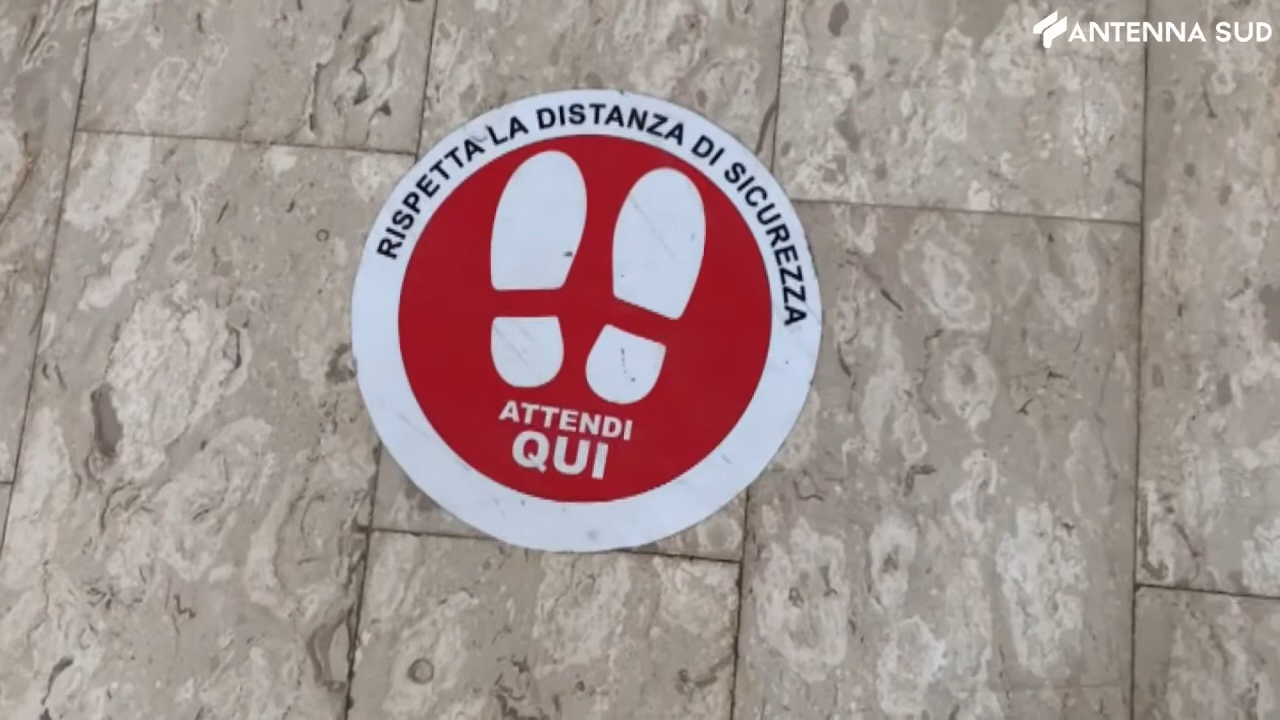 ANTENNA SUD
RISPETTA LA DISTANZA DI SICUREZZA
ATTENDI
QUI